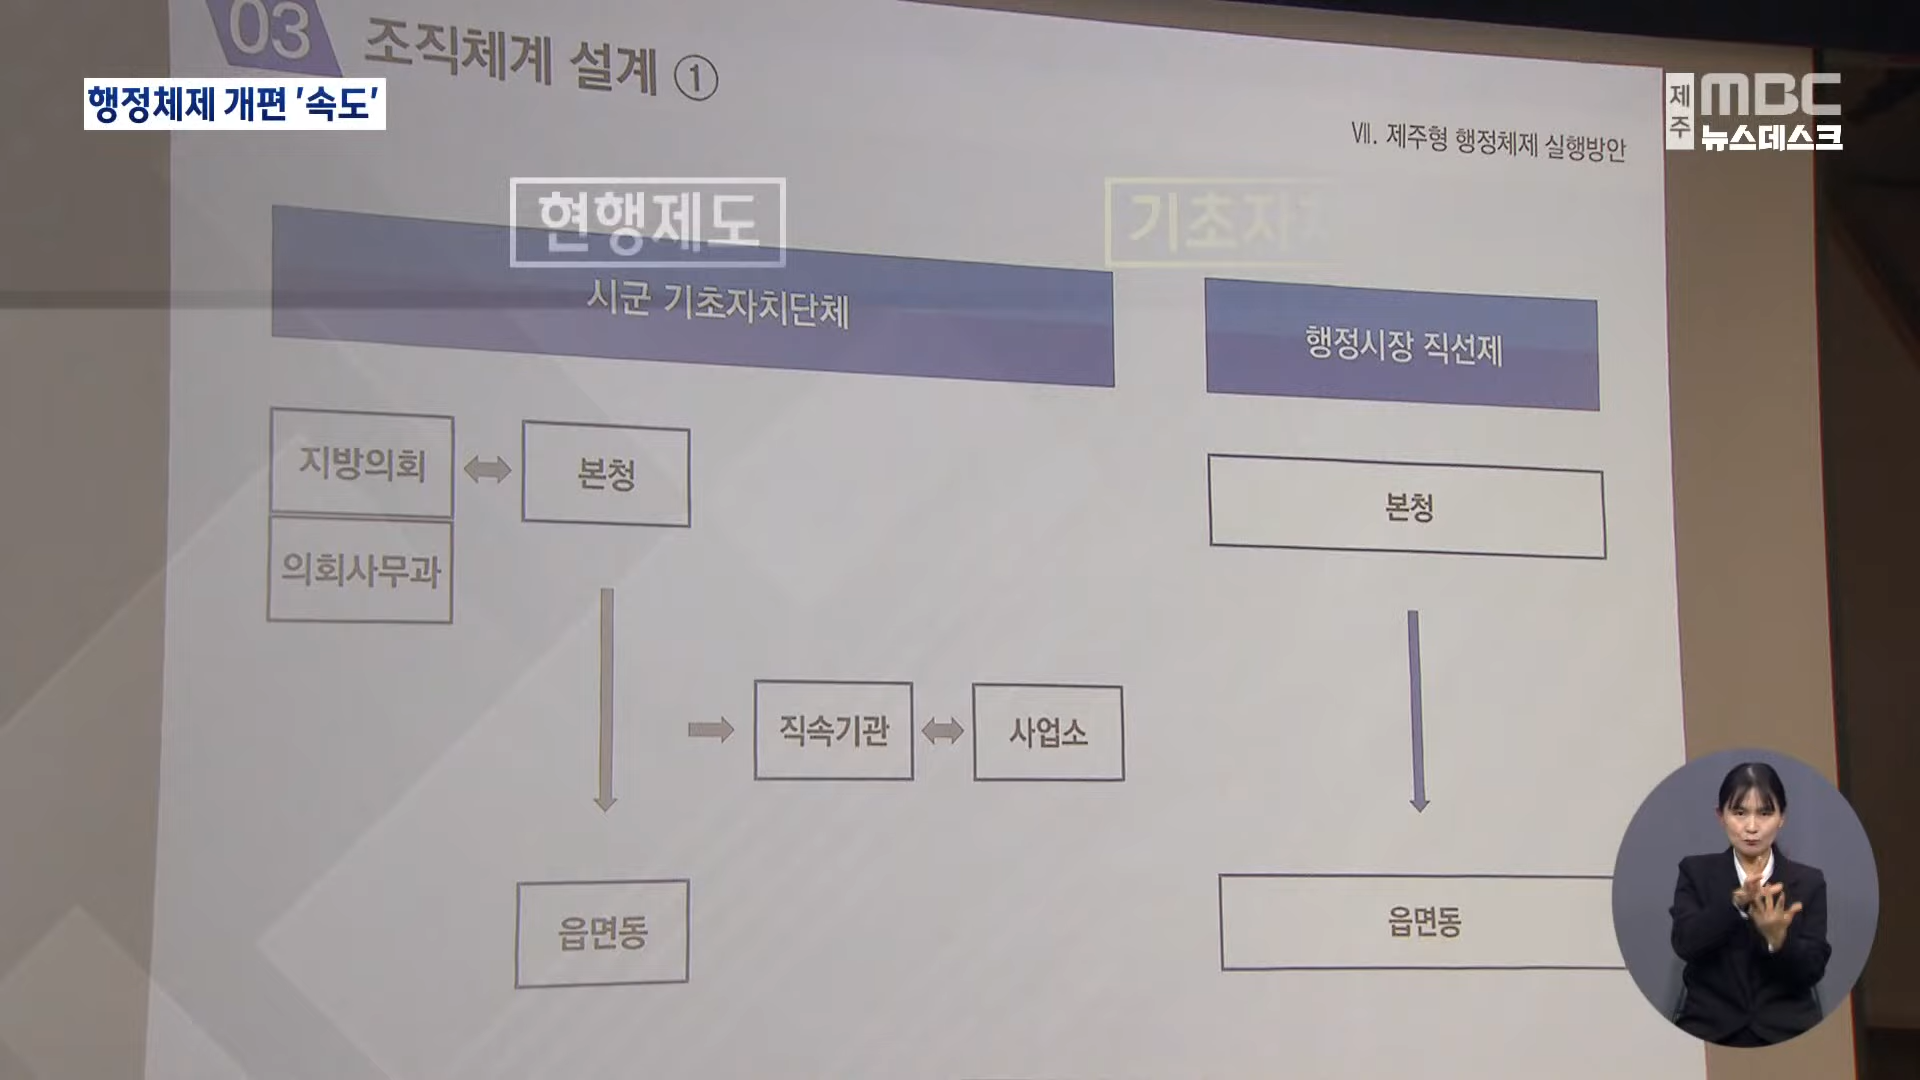 03 조직체계 설계 ①
행정체제 개편 '속도'
제주 MBC
뉴스데스크
Ⅶ. 제주형 행정체제 실행방안
현행제도
기초자
시군 기초자치단체
행정시장 직선제
지방의회
본청
본청
의회사무과
직속기관
사업소
읍면동
읍면동